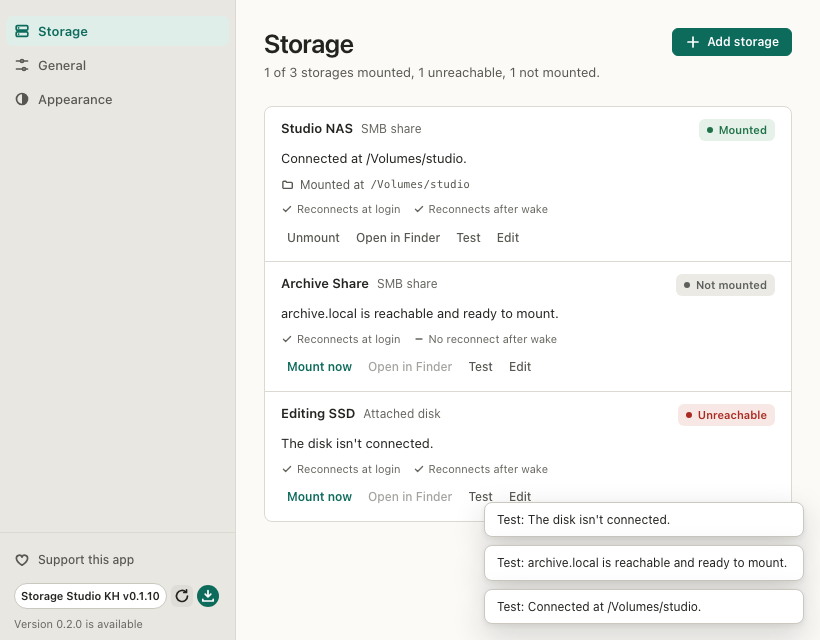 Storage
General
Appearance
Support this app
Storage Studio KH v0.1.10
Version 0.2.0 is available
Storage
Add storage
1 of 3 storages mounted, 1 unreachable, 1 not mounted.
Studio NAS SMB share
Mounted
Connected at /Volumes/studio.
Mounted at /Volumes/studio
Reconnects at login Reconnects after wake
Unmount Open in Finder Test Edit
Archive Share SMB share
Not mounted
archive.local is reachable and ready to mount.
Reconnects at login No reconnect after wake
Mount now Open in Finder Test Edit
Editing SSD Attached disk
Unreachable
The disk isn't connected.
Reconnects at login Reconnects after wake
Mount now Open in Finder Test Edit
Test: The disk isn't connected.
Test: archive.local is reachable and ready to mount.
Test: Connected at /Volumes/studio.